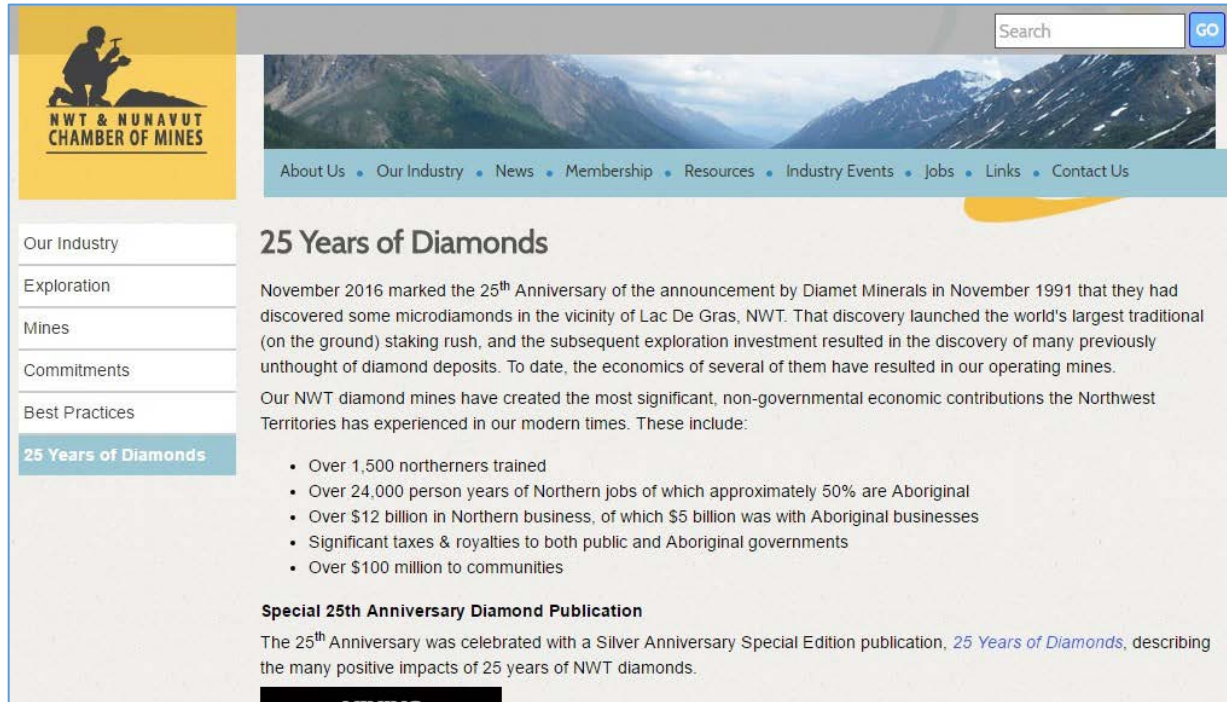 Search
GO
NWT & NUNAVUT
CHAMBER OF MINES
About Us • Our Industry • News • Membership • Resources • Industry Events • Jobs • Links • Contact Us
Our Industry
Exploration
Mines
Commitments
Best Practices
25 Years of Diamonds
25 Years of Diamonds
November 2016 marked the 25th Anniversary of the announcement by Diamet Minerals in November 1991 that they had
discovered some microdiamonds in the vicinity of Lac De Gras, NWT. That discovery launched the world's largest traditional
(on the ground) staking rush, and the subsequent exploration investment resulted in the discovery of many previously
unthought of diamond deposits. To date, the economics of several of them have resulted in our operating mines.
Our NWT diamond mines have created the most significant, non-governmental economic contributions the Northwest
Territories has experienced in our modern times. These include:
• Over 1,500 northerners trained
• Over 24,000 person years of Northern jobs of which approximately 50% are Aboriginal
• Over $12 billion in Northern business, of which $5 billion was with Aboriginal businesses
• Significant taxes & royalties to both public and Aboriginal governments
• Over $100 million to communities
Special 25th Anniversary Diamond Publication
The 25th Anniversary was celebrated with a Silver Anniversary Special Edition publication, 25 Years of Diamonds, describing
the many positive impacts of 25 years of NWT diamonds.